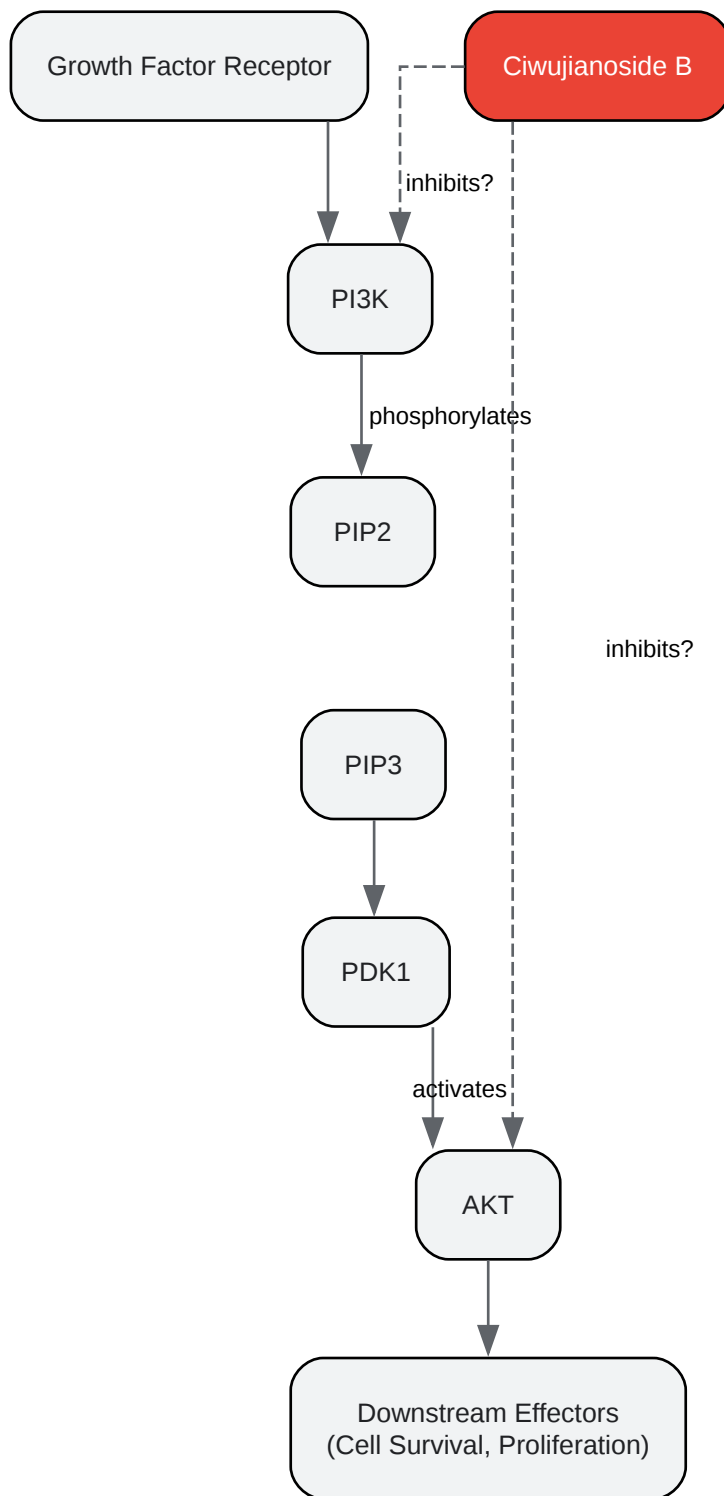 Growth Factor Receptor
Ciwujianoside B
inhibits?
PI3K
phosphorylates
PIP2
inhibits?
PIP3
PDK1
activates
AKT
Downstream Effectors
(Cell Survival, Proliferation)